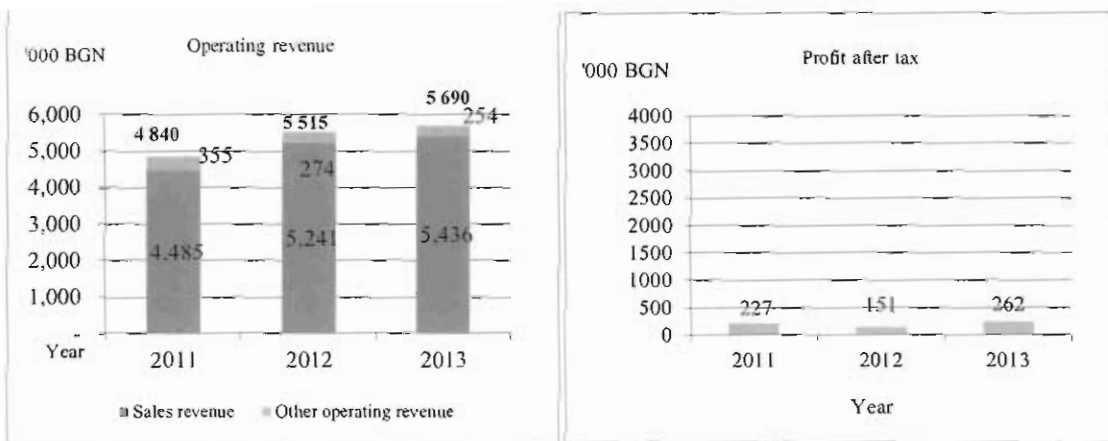 Operating revenue
'000 BGN
6,000
5,000
4,000
3,000
2,000
1,000
-
4 840
355
4,485
5 515
274
5,241
5 690
254
5,436
Year
2011 2012 2013
Sales revenue Other operating revenue
Profit after tax
'000 BGN
4000
3500
3000
2500
2000
1500
1000
500
0
227 151 262
2011 2012 2013
Year